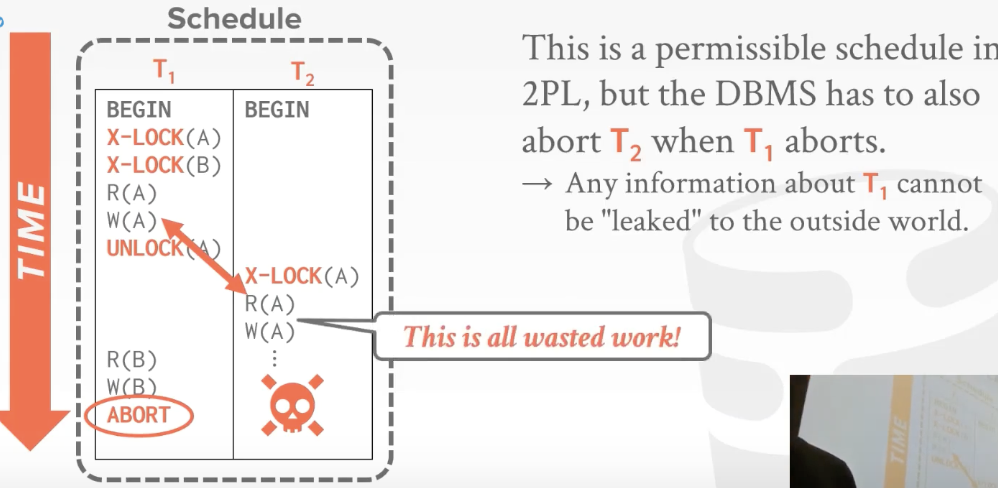 Schedule
T1 T2
BEGIN BEGIN
X-LOCK(A)
X-LOCK(B)
R(A)
W(A)
UNLOCK(A)
X-LOCK(A)
R(A)
W(A)
⋮
R(B)
W(B)
ABORT
TIME
This is all wasted work!
This is a permissible schedule in
2PL, but the DBMS has to also
abort T2 when T1 aborts.
→ Any information about T1 cannot
be "leaked" to the outside world.
TIME